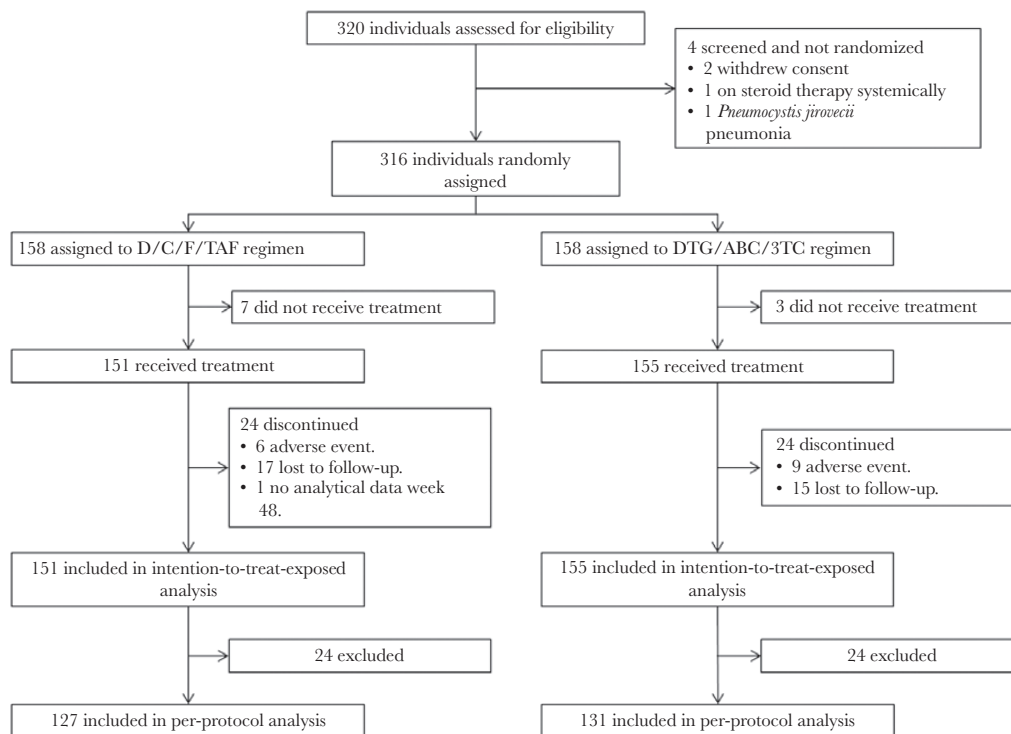 320 individuals assessed for eligibility
4 screened and not randomized
• 2 withdrew consent
• 1 on steroid therapy systemically
• 1 Pneumocystis jirovecii
pneumonia
316 individuals randomly
assigned
158 assigned to D/C/F/TAF regimen
158 assigned to DTG/ABC/3TC regimen
7 did not receive treatment
3 did not receive treatment
151 received treatment
155 received treatment
24 discontinued
• 6 adverse event.
• 17 lost to follow-up.
• 1 no analytical data week
48.
24 discontinued
• 9 adverse event.
• 15 lost to follow-up.
151 included in intention-to-treat-exposed
analysis
155 included in intention-to-treat-exposed
analysis
24 excluded
24 excluded
127 included in per-protocol analysis
131 included in per-protocol analysis